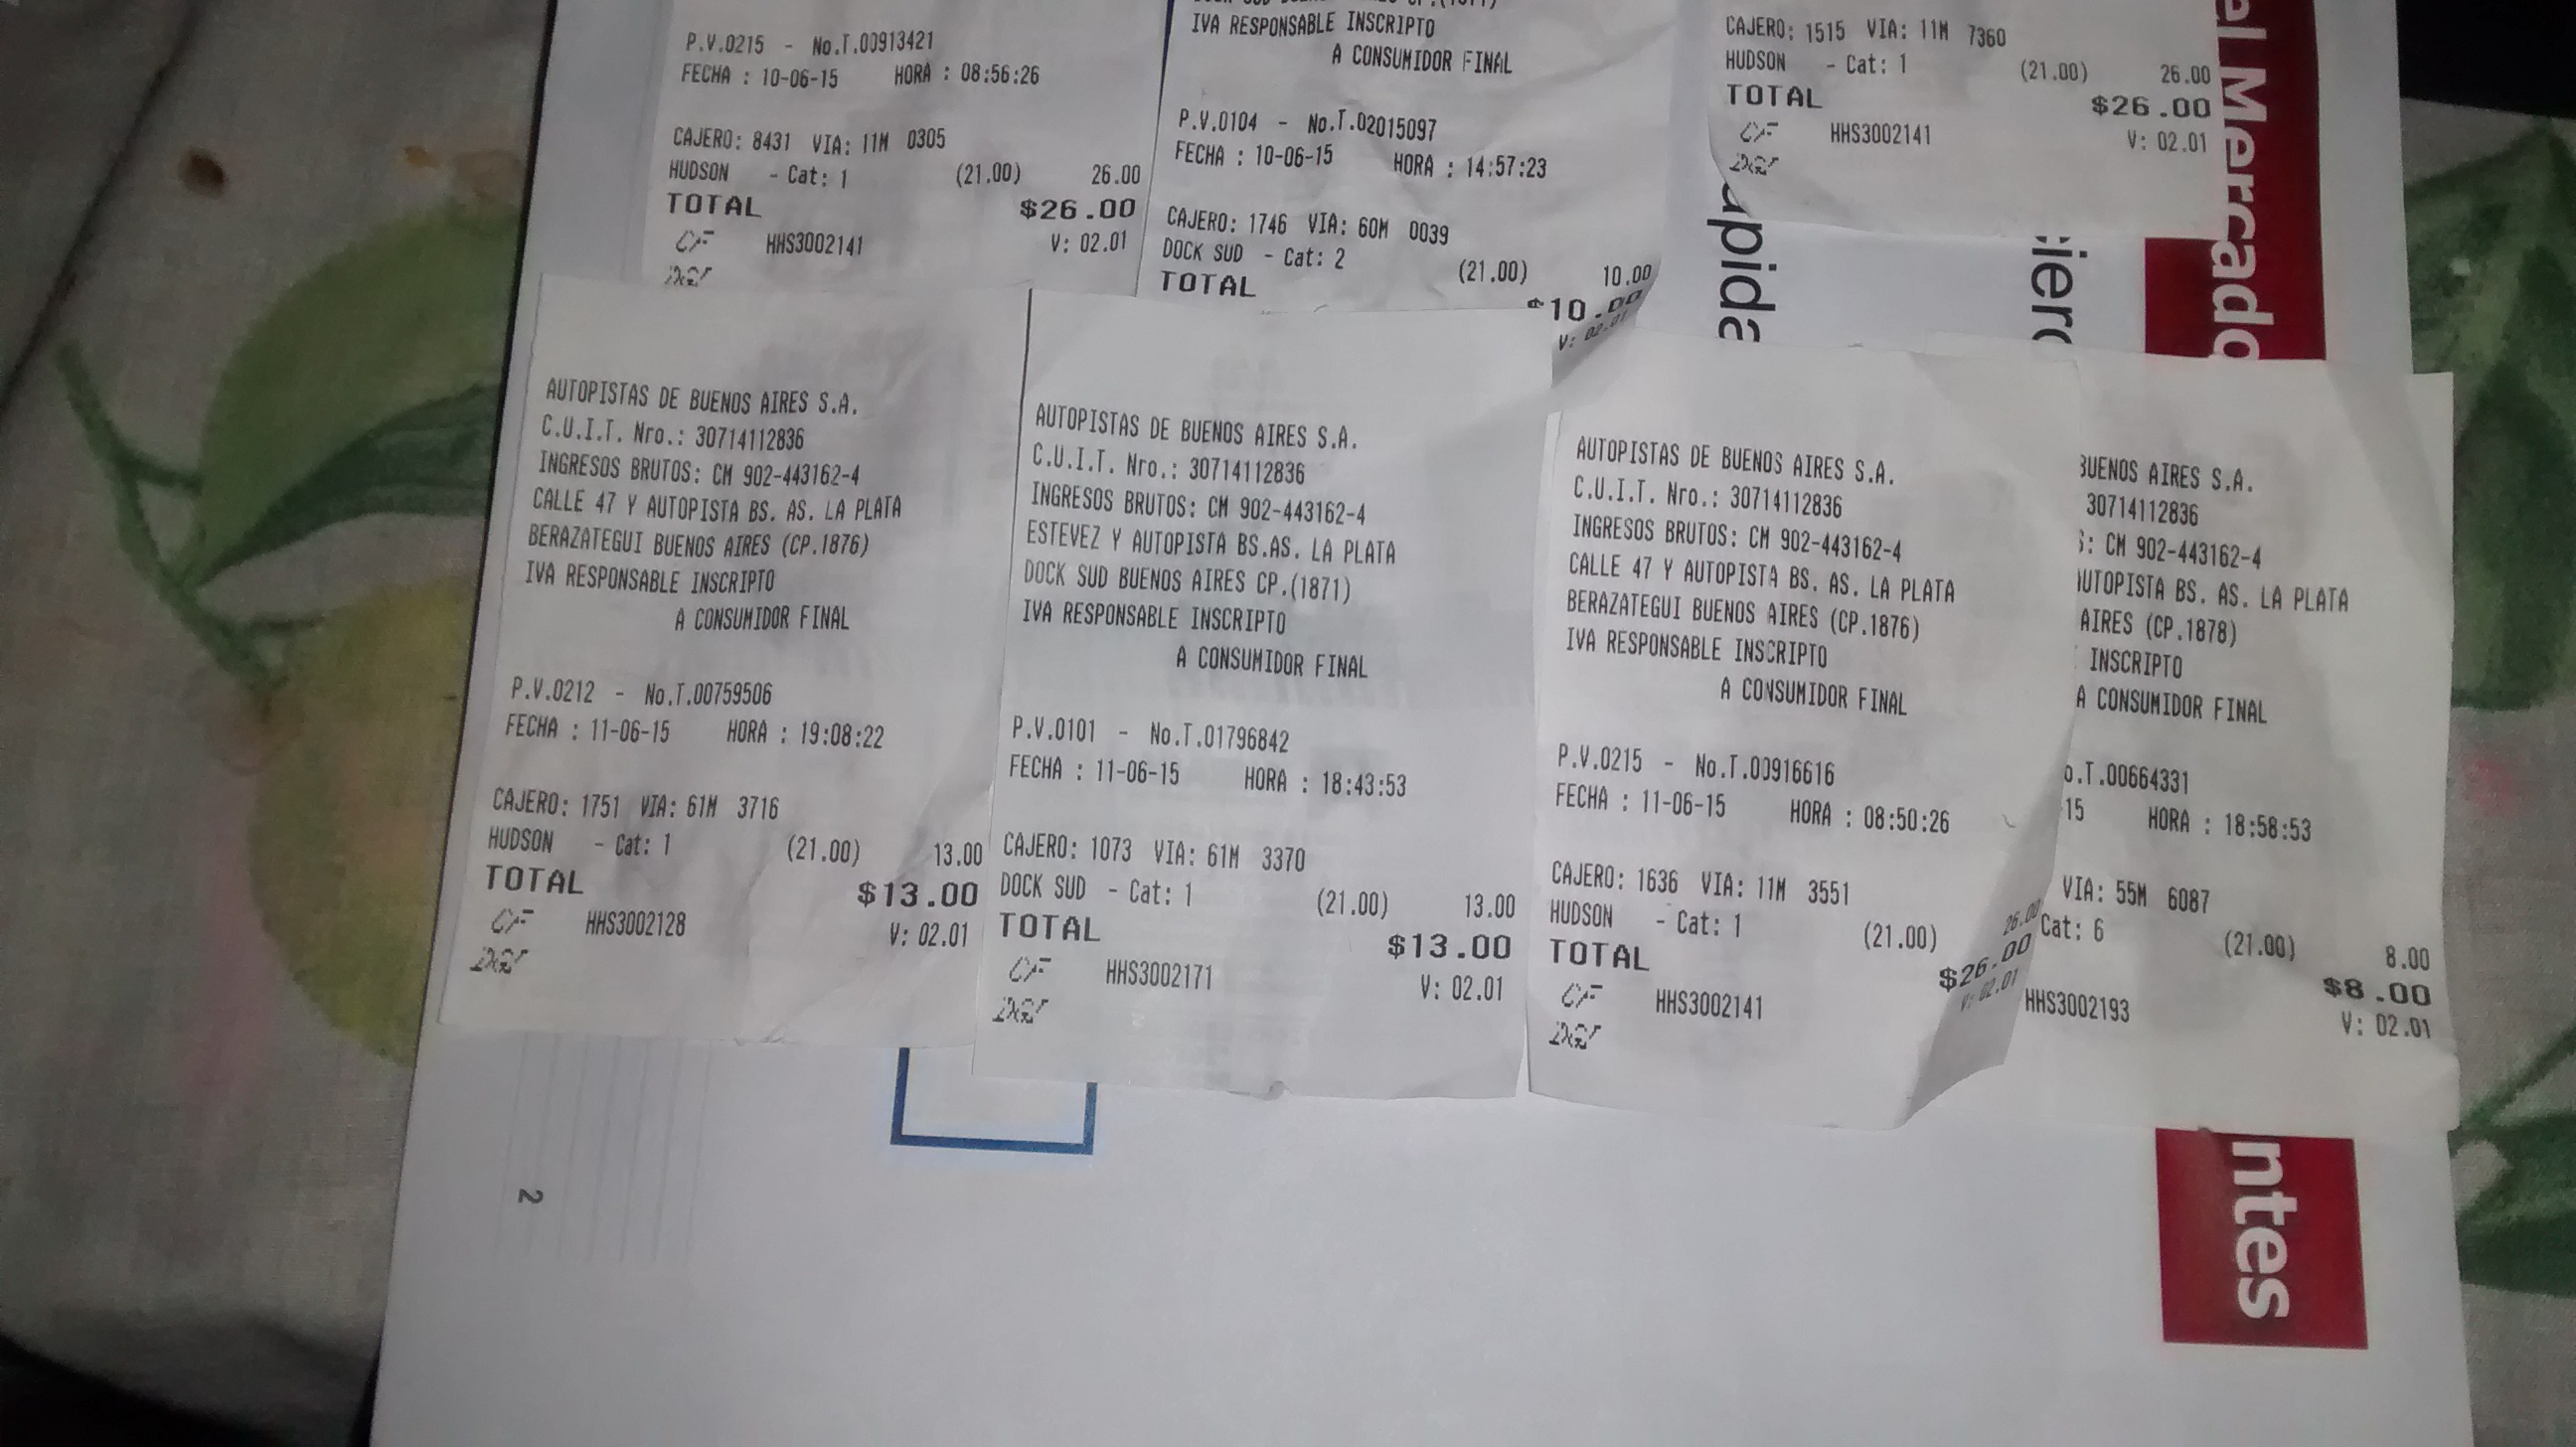 P.V.0215 - No.T.00913421
FECHA : 10-06-15 HORA : 08:56:26
CAJERO: 8431 VIA: 11M 0305
HUDSON - Cat: 1 (21.00) 26.00
TOTAL $26.00
CF HHS3002141 V: 02.01
DGI
IVA RESPONSABLE INSCRIPTO
A CONSUMIDOR FINAL
P.V.0104 - No.T.02015097
FECHA : 10-06-15 HORA : 14:57:23
CAJERO: 1746 VIA: 60M 0039
DOCK SUD - Cat: 2 (21.00) 10.00
TOTAL $10.00
V: 02.01
CAJERO: 1515 VIA: 11M 7360
HUDSON - Cat: 1 (21.00) 26.00
TOTAL $26.00
CF HHS3002141 V: 02.01
DGI
el Mercado
ápida
cierc
AUTOPISTAS DE BUENOS AIRES S.A.
C.U.I.T. Nro.: 30714112836
INGRESOS BRUTOS: CM 902-443162-4
CALLE 47 Y AUTOPISTA BS. AS. LA PLATA
BERAZATEGUI BUENOS AIRES (CP.1876)
IVA RESPONSABLE INSCRIPTO
A CONSUMIDOR FINAL
P.V.0212 - No.T.00759506
FECHA : 11-06-15 HORA : 19:08:22
CAJERO: 1751 VIA: 61M 3716
HUDSON - Cat: 1 (21.00) 13.00
TOTAL $13.00
CF HHS3002128 V: 02.01
DGI
AUTOPISTAS DE BUENOS AIRES S.A.
C.U.I.T. Nro.: 30714112836
INGRESOS BRUTOS: CM 902-443162-4
ESTEVEZ Y AUTOPISTA BS.AS. LA PLATA
DOCK SUD BUENOS AIRES CP.(1871)
IVA RESPONSABLE INSCRIPTO
A CONSUMIDOR FINAL
P.V.0101 - No.T.01796842
FECHA : 11-06-15 HORA : 18:43:53
CAJERO: 1073 VIA: 61M 3370
DOCK SUD - Cat: 1 (21.00) 13.00
TOTAL $13.00
CF HHS3002171 V: 02.01
DGI
AUTOPISTAS DE BUENOS AIRES S.A.
C.U.I.T. Nro.: 30714112836
INGRESOS BRUTOS: CM 902-443162-4
CALLE 47 Y AUTOPISTA BS. AS. LA PLATA
BERAZATEGUI BUENOS AIRES (CP.1876)
IVA RESPONSABLE INSCRIPTO
A CONSUMIDOR FINAL
P.V.0215 - No.T.00916616
FECHA : 11-06-15 HORA : 08:50:26
CAJERO: 1636 VIA: 11M 3551
HUDSON - Cat: 1 (21.00) 26.00
TOTAL $26.00
CF HHS3002141 V: 02.01
DGI
BUENOS AIRES S.A.
30714112836
: CM 902-443162-4
AUTOPISTA BS. AS. LA PLATA
AIRES (CP.1878)
INSCRIPTO
A CONSUMIDOR FINAL
o.T.00664331
15 HORA : 18:58:53
VIA: 55M 6087
Cat: 6 (21.00) 8.00
$8.00
HHS3002193 V: 02.01
2
ntes